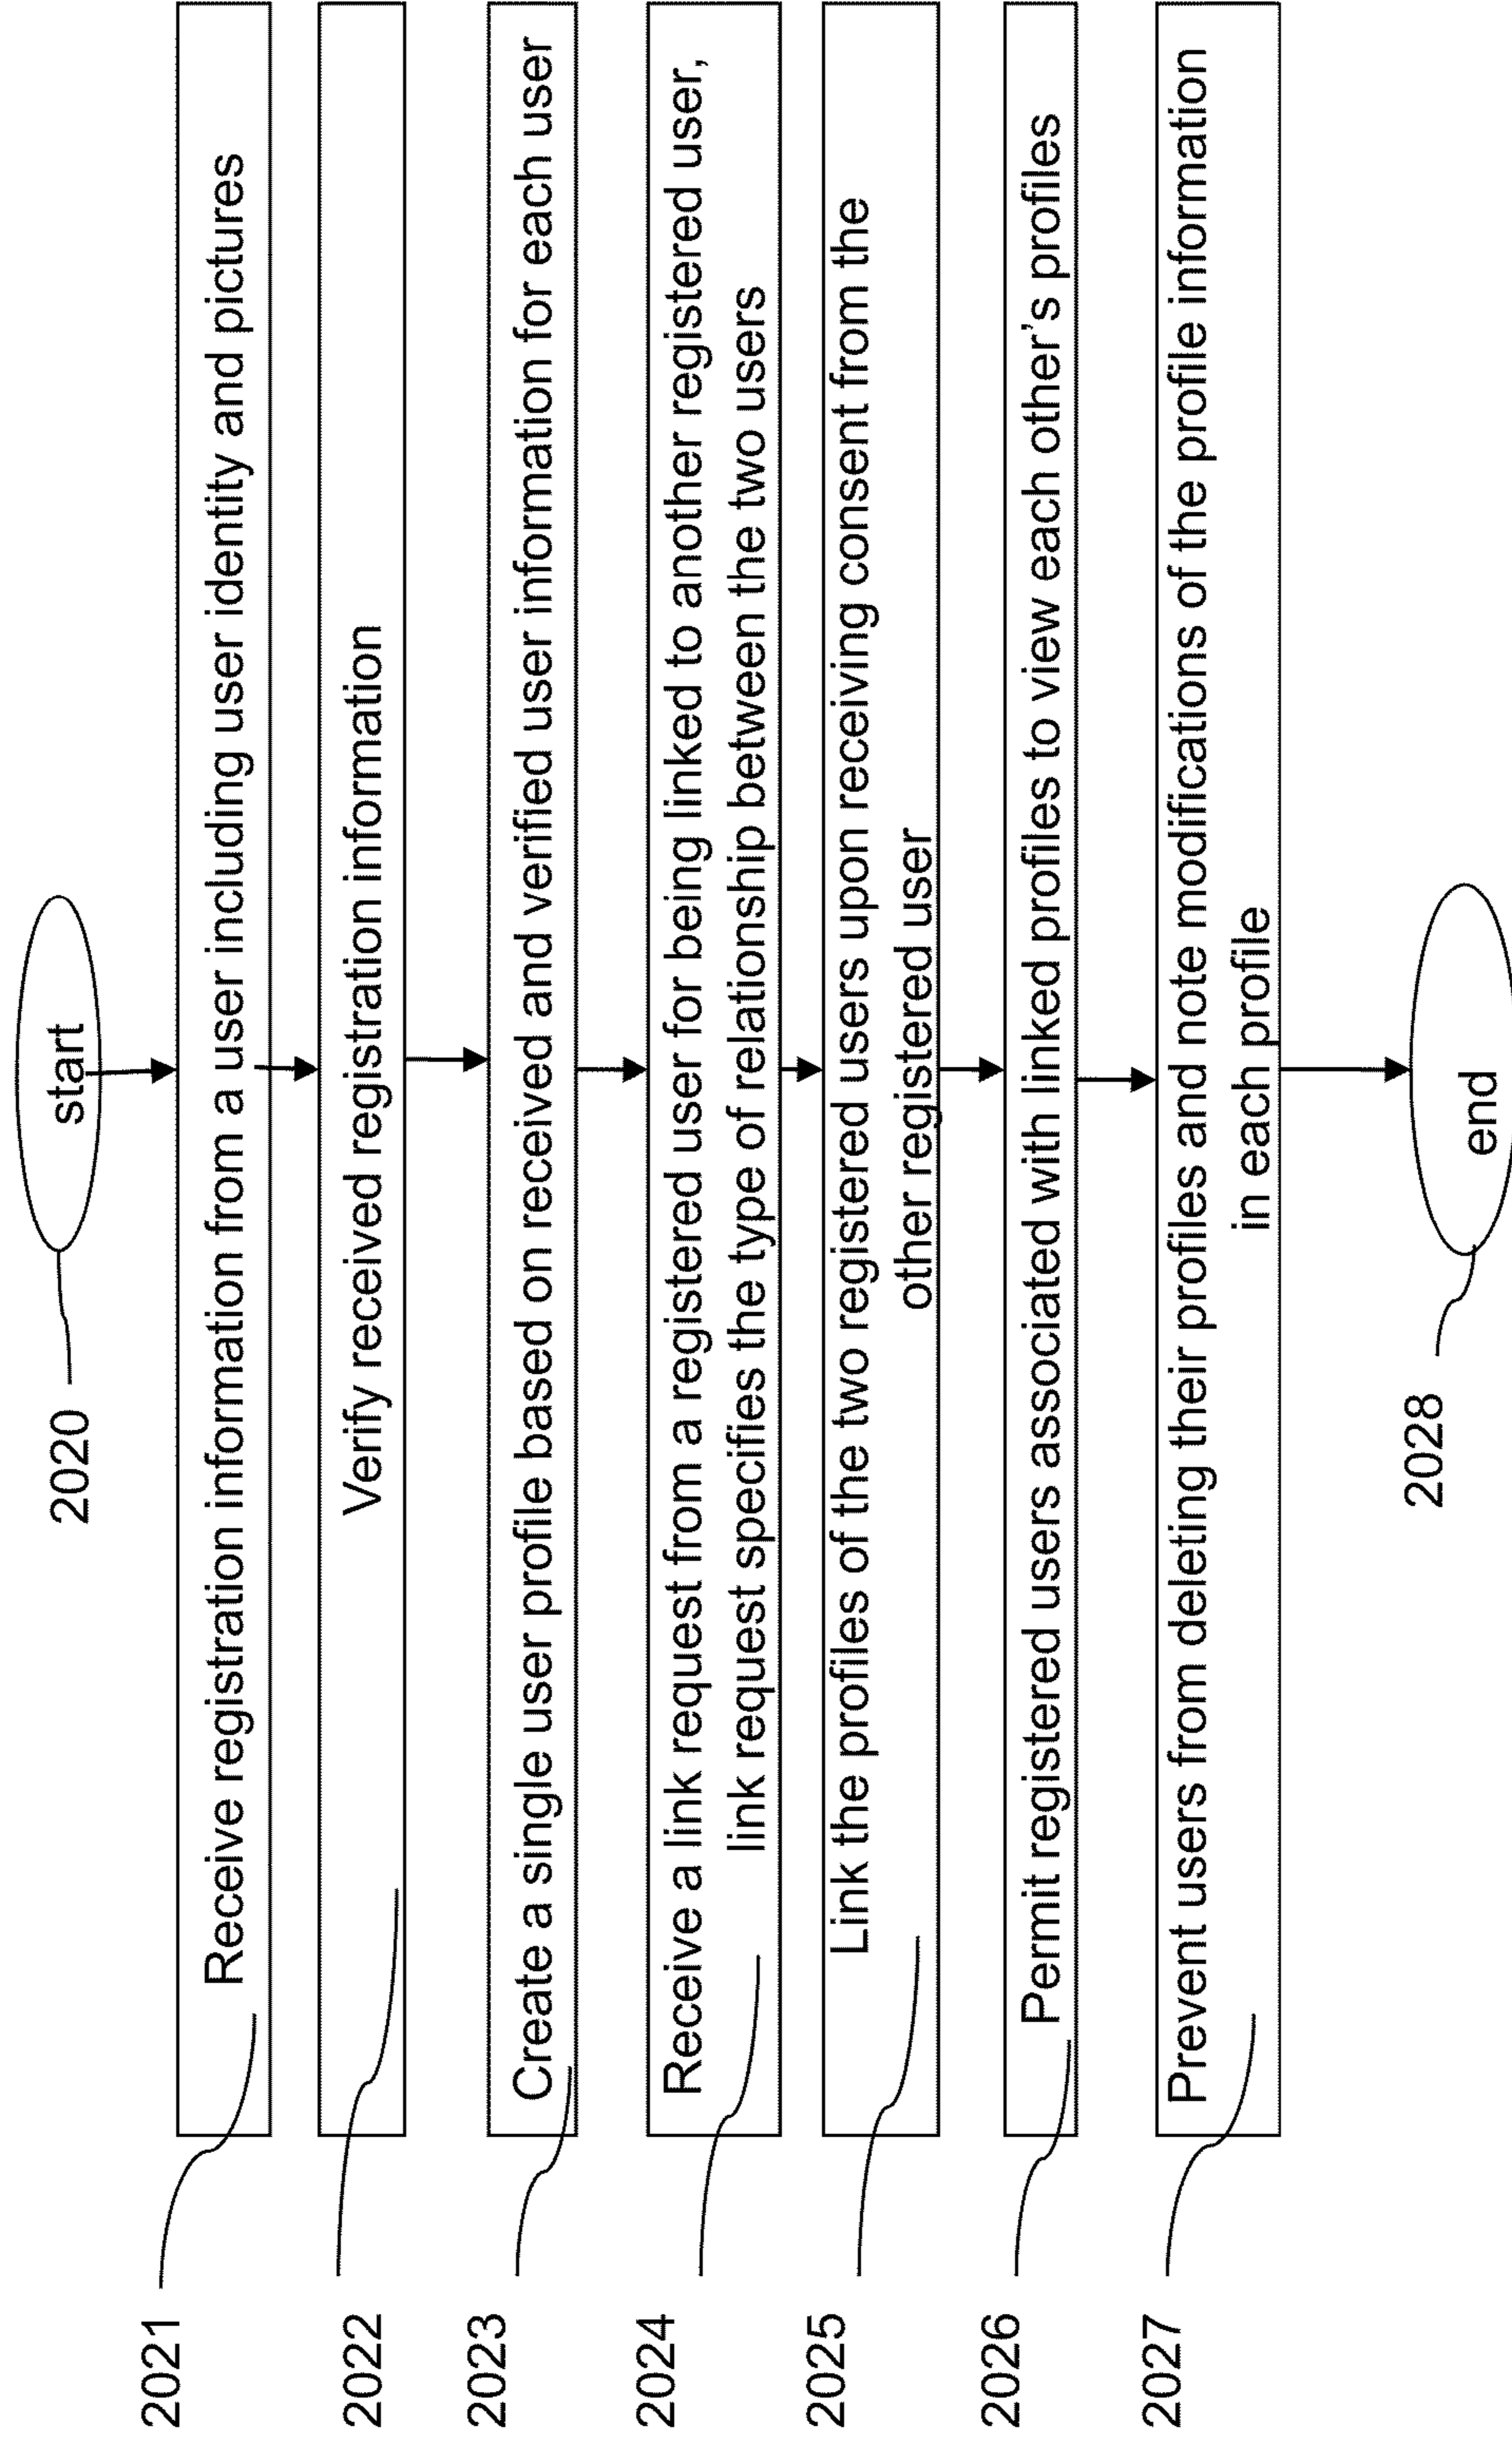 start
2020
2021
Receive registration information from a user including user identity and pictures
2022
Verify received registration information
2023
Create a single user profile based on received and verified user information for each user
2024
Receive a link request from a registered user for being linked to another registered user,
link request specifies the type of relationship between the two users
2025
Link the profiles of the two registered users upon receiving consent from the
other registered user
2026
Permit registered users associated with linked profiles to view each other’s profiles
2027
Prevent users from deleting their profiles and note modifications of the profile information
in each profile
2028
end